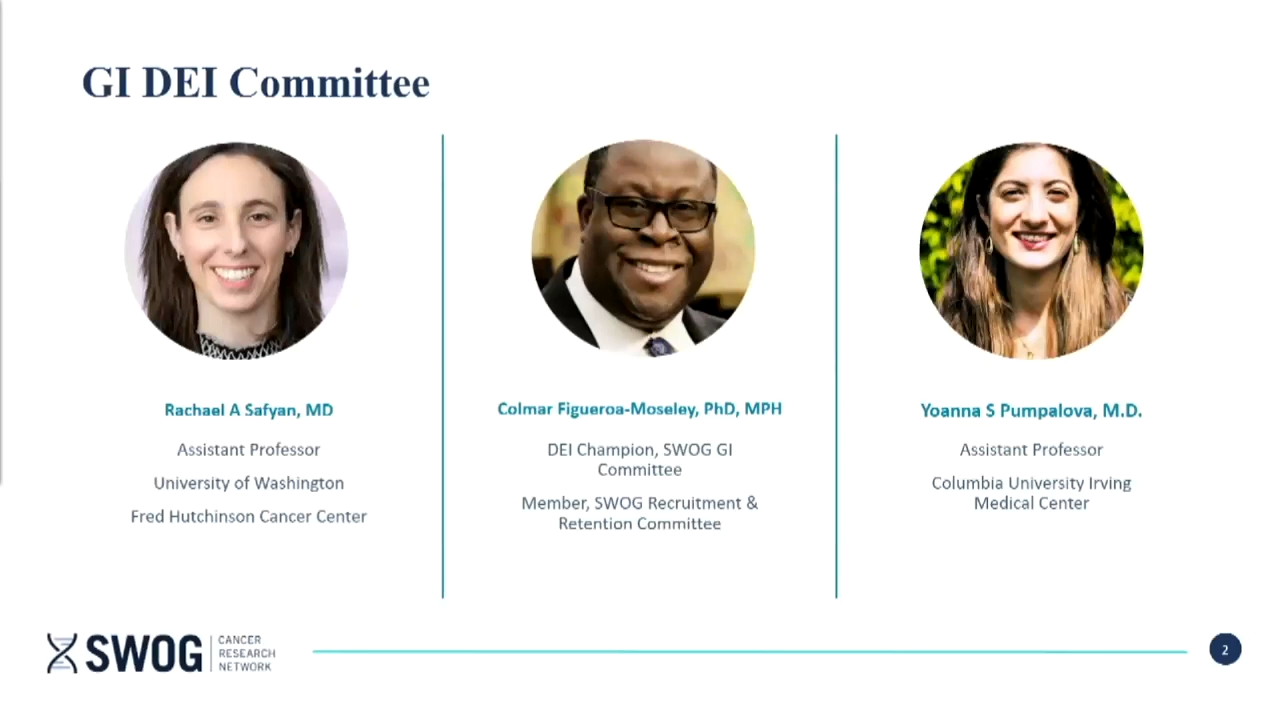 GI DEI Committee
Rachael A Safyan, MD
Assistant Professor
University of Washington
Fred Hutchinson Cancer Center
Colmar Figueroa-Moseley, PhD, MPH
DEI Champion, SWOG GI
Committee
Member, SWOG Recruitment &
Retention Committee
Yoanna S Pumpalova, M.D.
Assistant Professor
Columbia University Irving
Medical Center
SWOG
CANCER
RESEARCH
NETWORK
2